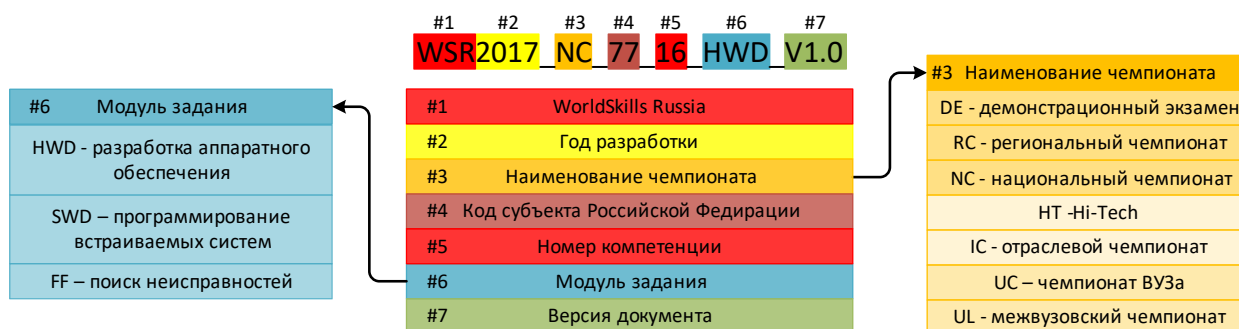 #1 #2 #3 #4 #5 #6 #7
WSR2017_NC_77_16_HWD_V1.0
#6 Модуль задания
HWD - разработка аппаратного
обеспечения
SWD – программирование
встраиваемых систем
FF – поиск неисправностей
#1 WorldSkills Russia
#2 Год разработки
#3 Наименование чемпионата
#4 Код субъекта Российской Федирации
#5 Номер компетенции
#6 Модуль задания
#7 Версия документа
#3 Наименование чемпионата
DE - демонстрационный экзамен
RC - региональный чемпионат
NC - национальный чемпионат
HT -Hi-Tech
IC - отраслевой чемпионат
UC – чемпионат ВУЗа
UL - межвузовский чемпионат